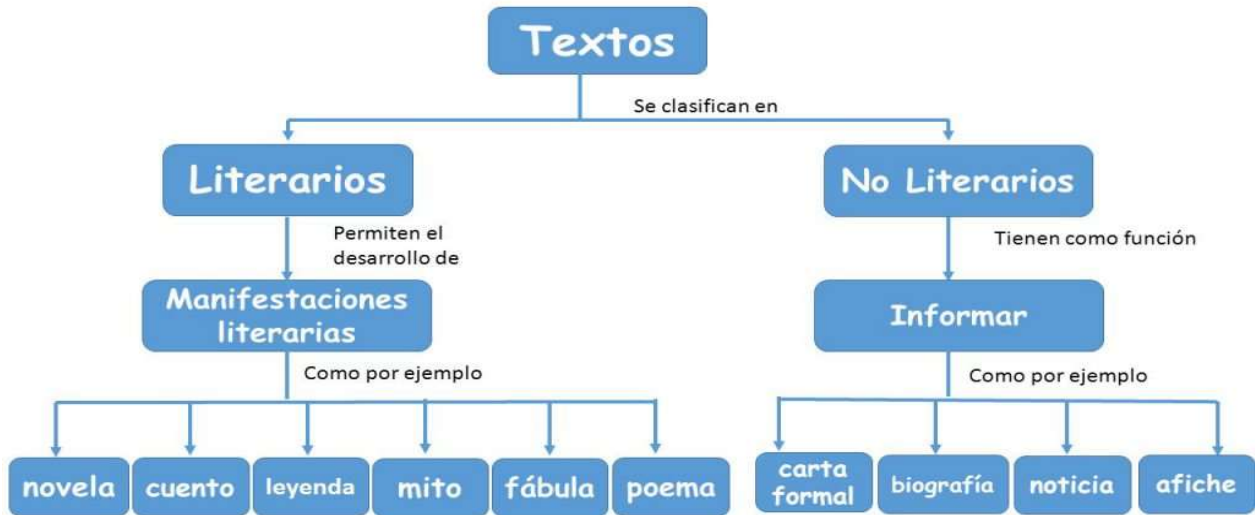 Textos
Se clasifican en
Literarios
No Literarios
Permiten el
desarrollo de
Tienen como función
Manifestaciones
literarias
Informar
Como por ejemplo
Como por ejemplo
novela
cuento
leyenda
mito
fábula
poema
carta
formal
biografía
noticia
afiche